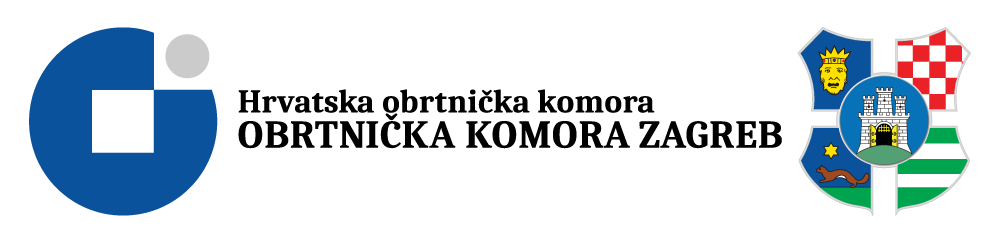 Hrvatska obrtnička komora
OBRTNIČKA KOMORA ZAGREB